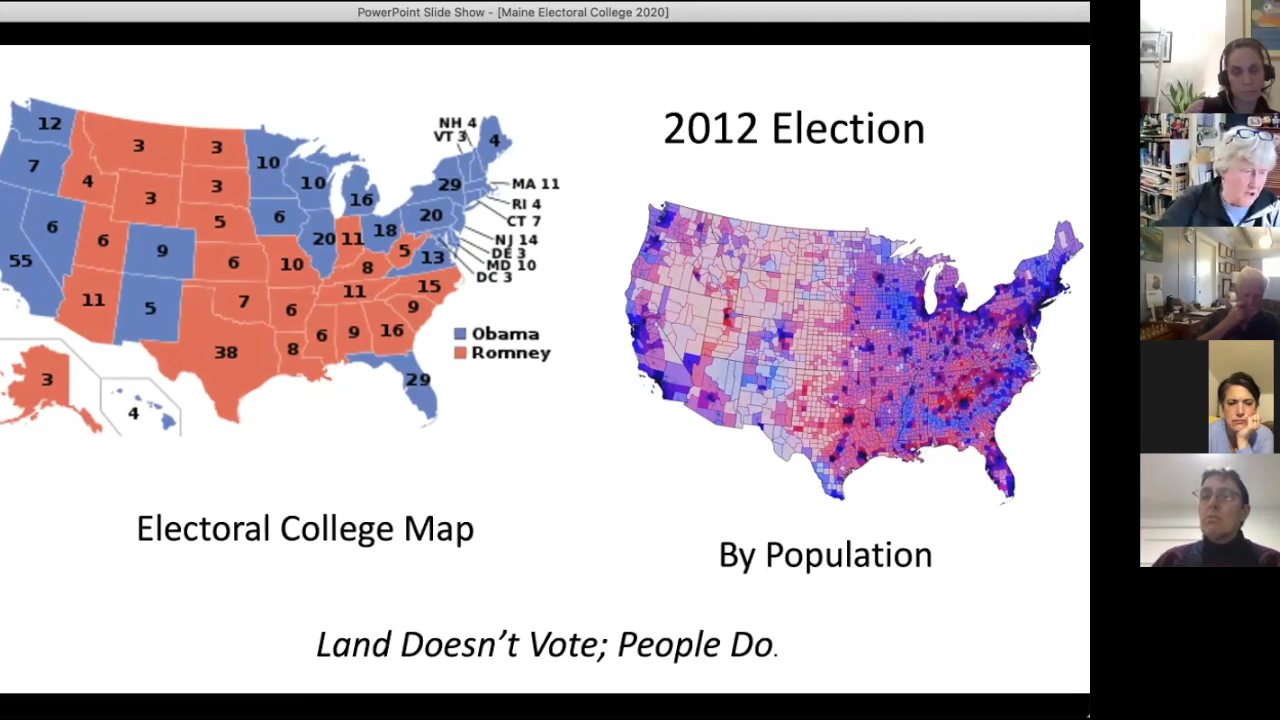 PowerPoint Slide Show - [Maine Electoral College 2020]
2012 Election
NH 4
VT 3
12
3
3
4
7
4
3
3
10
10
16
29
MA 11
RI 4
CT 7
NJ 14
DE 3
MD 10
DC 3
6
6
9
5
6
20
11
18
20
55
6
10
8
5
13
11
5
7
6
11
15
9
38
8
6
9
16
29
3
4
Obama
Romney
Electoral College Map
By Population
Land Doesn't Vote; People Do.